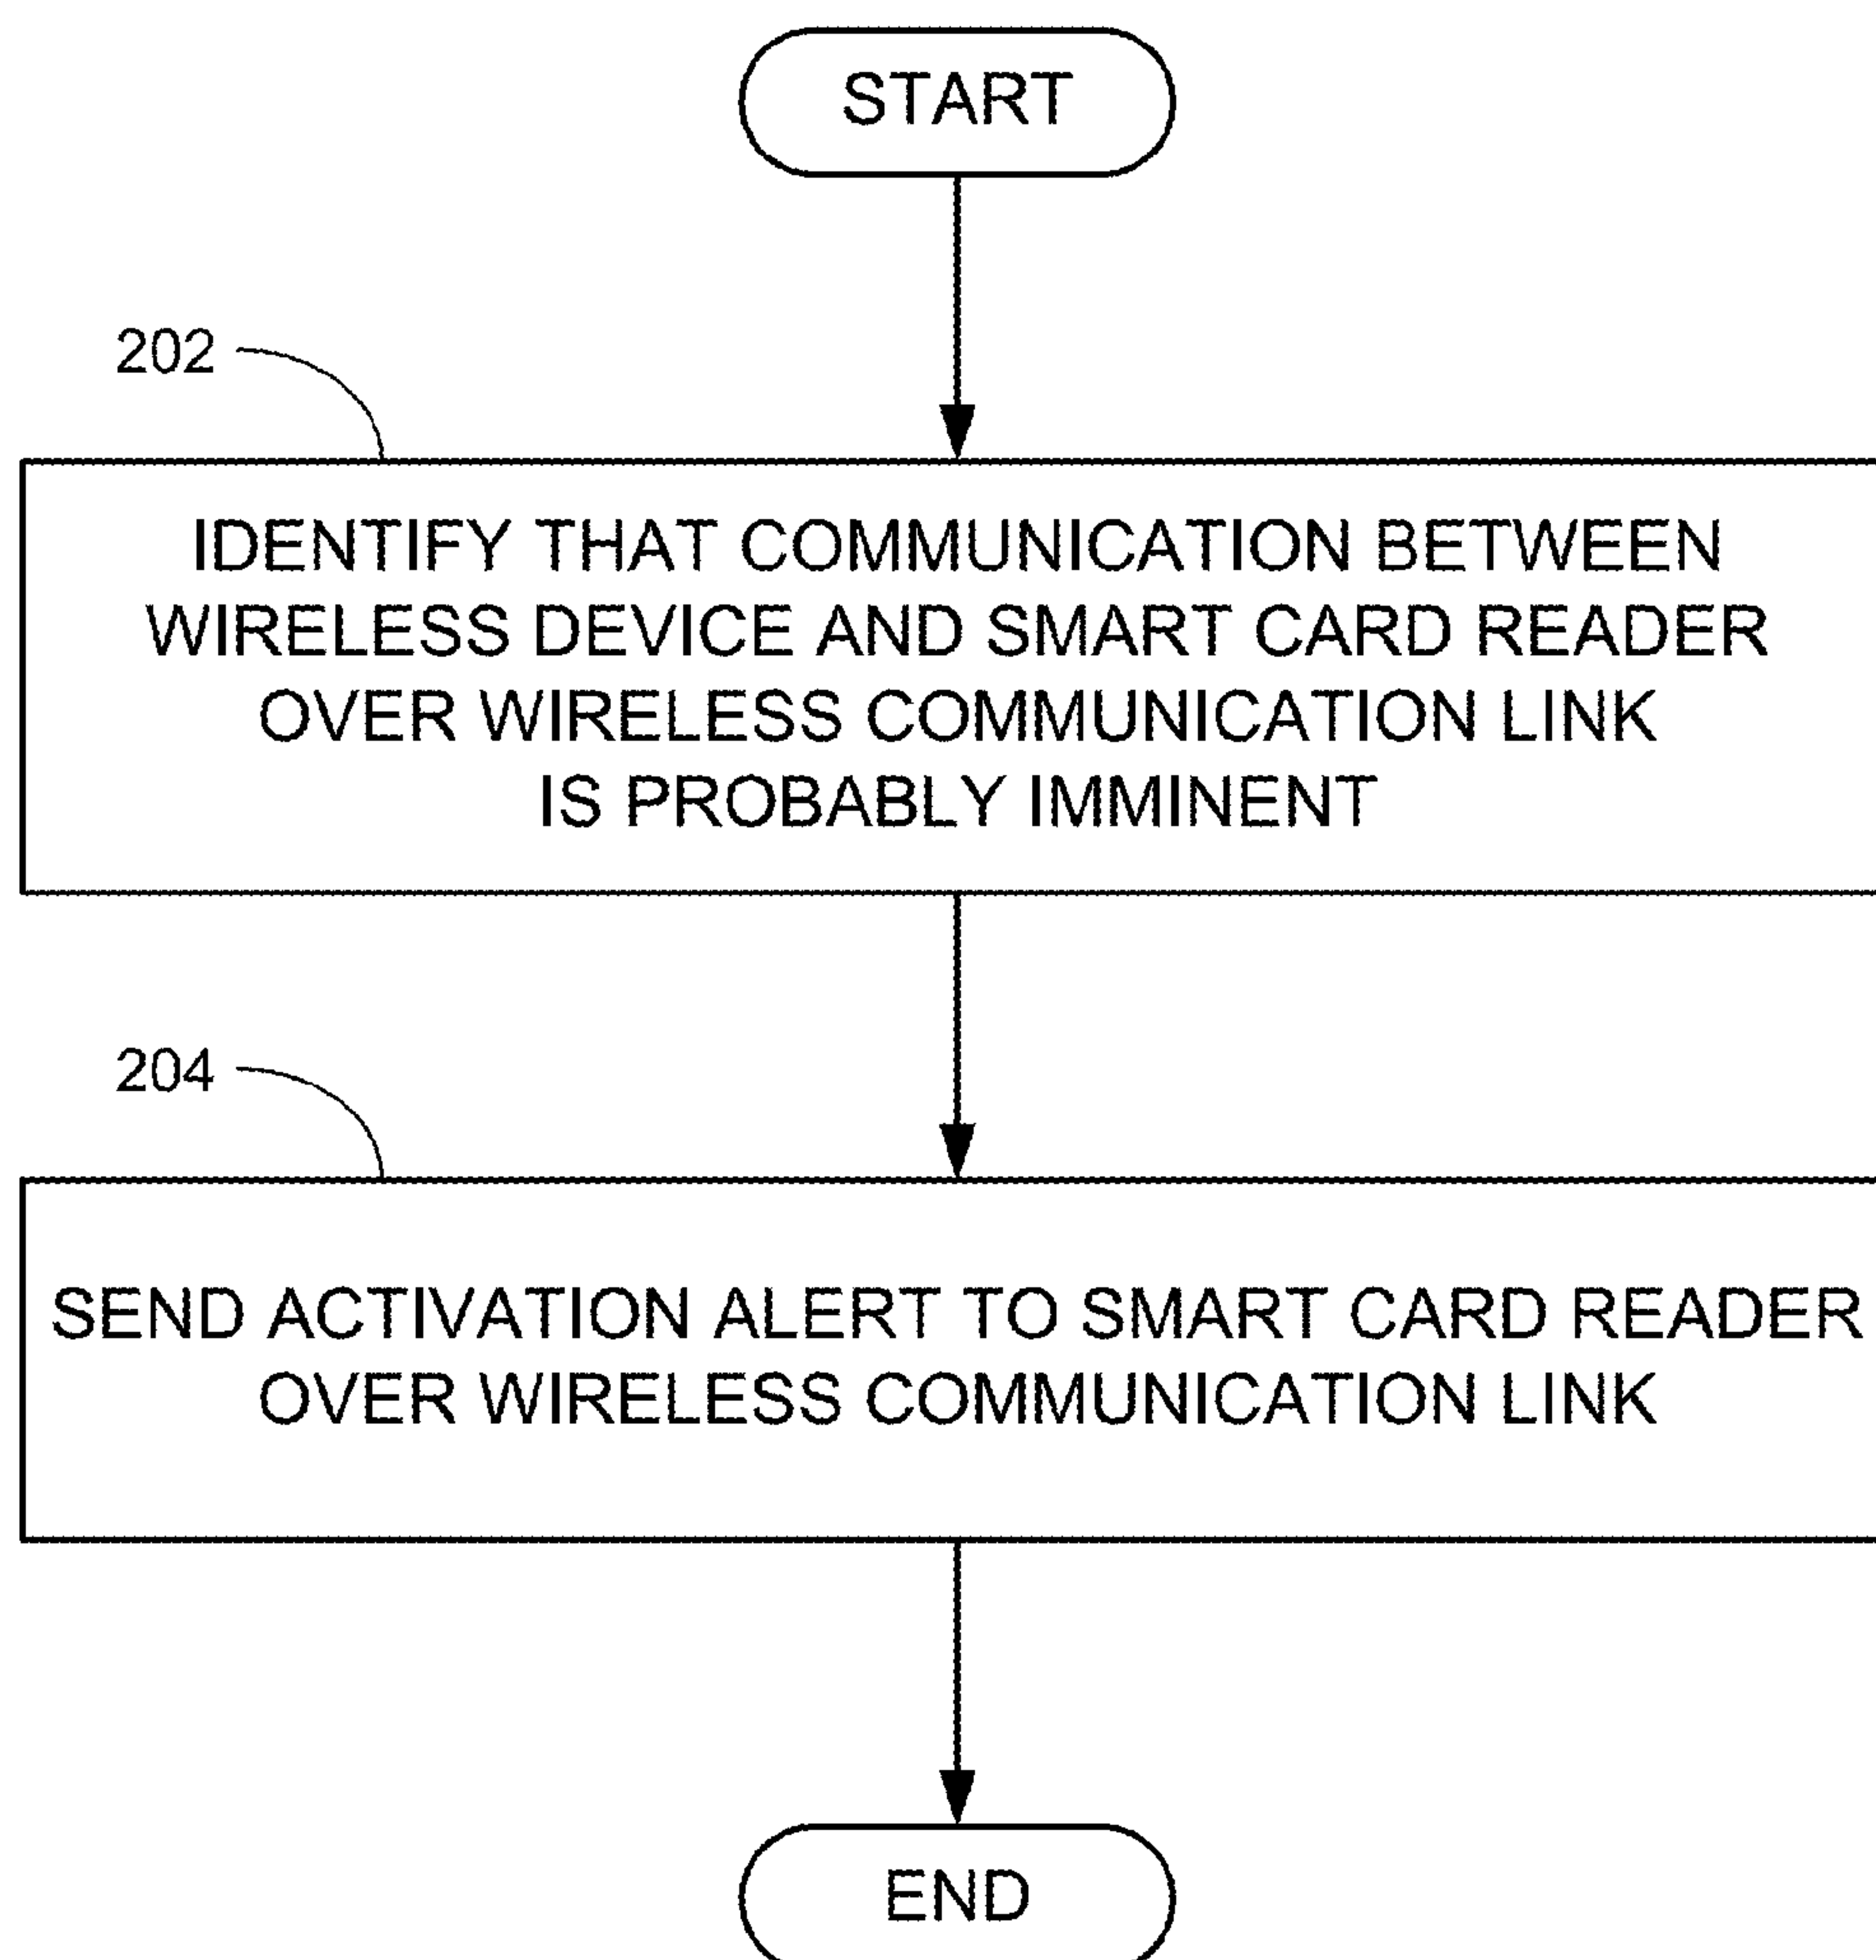 START
202
IDENTIFY THAT COMMUNICATION BETWEEN
WIRELESS DEVICE AND SMART CARD READER
OVER WIRELESS COMMUNICATION LINK
IS PROBABLY IMMINENT
204
SEND ACTIVATION ALERT TO SMART CARD READER
OVER WIRELESS COMMUNICATION LINK
END